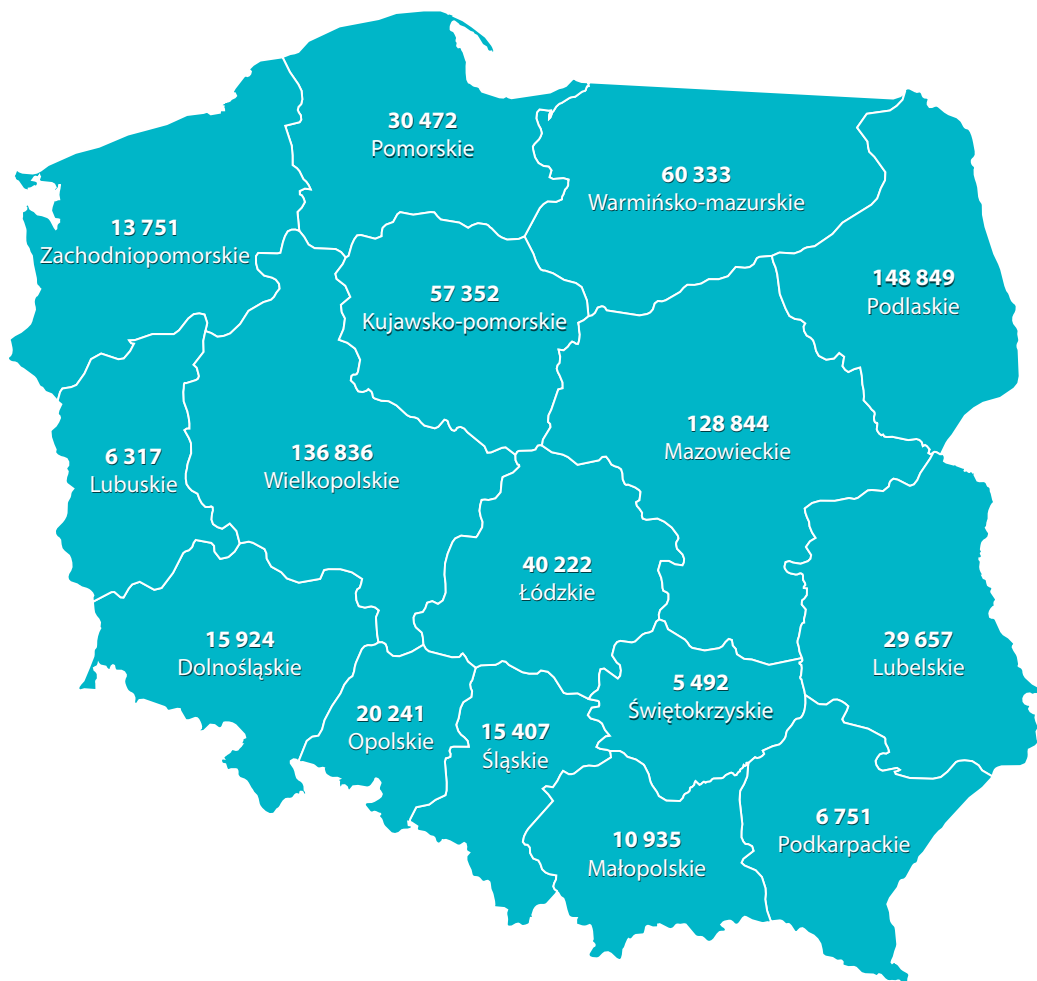 30 472
Pomorskie
60 333
Warmińsko-mazurskie
13 751
Zachodniopomorskie
148 849
Podlaskie
57 352
Kujawsko-pomorskie
128 844
Mazowieckie
6 317
Lubuskie
136 836
Wielkopolskie
40 222
Łódzkie
15 924
Dolnośląskie
29 657
Lubelskie
5 492
Świętokrzyskie
20 241
Opolskie
15 407
Śląskie
6 751
Podkarpackie
10 935
Małopolskie